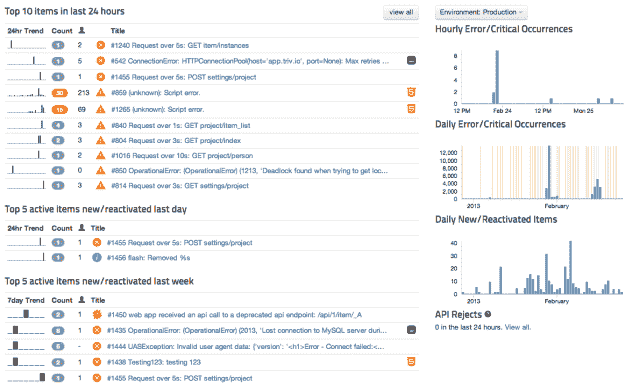 Top 10 items in last 24 hours
view all
24hr Trend Count Title
1 2 #1240 Request over 5s: GET item/instances
1 5 #542 ConnectionError: HTTPConnectionPool(host='app.triv.io', port=None): Max retries ...
1 1 #1455 Request over 5s: POST settings/project
30 213 #859 (unknown): Script error.
15 69 #1265 (unknown): Script error.
4 3 #840 Request over 1s: GET project/item_list
2 3 #804 Request over 3s: GET project/index
1 2 #1016 Request over 10s: GET project/person
1 0 #850 OperationalError: (OperationalError) (1213, 'Deadlock found when trying to get loc...
1 3 #814 Request over 3s: GET settings/project
Top 5 active items new/reactivated last day
24hr Trend Count Title
1 1 #1455 Request over 5s: POST settings/project
1 1 #1456 flash: Removed %s
Top 5 active items new/reactivated last week
7day Trend Count Title
2 1 #1450 web app received an api call to a deprecated api endpoint: /api/1/item/_A
8 1 #1435 OperationalError: (OperationalError) (2013, 'Lost connection to MySQL server duri...
5 - #1444 UASException: Invalid user agent data: {'version': '<h1>Error - Connect failed:<...
2 1 #1438 Testing123: testing 123
1 1 #1455 Request over 5s: POST settings/project
Environment: Production
Hourly Error/Critical Occurrences
8
6
4
2
0
12 PM Feb 24 12 PM Mon 25
Daily Error/Critical Occurrences
12,000
10,000
8,000
6,000
4,000
2,000
0
2013 February
Daily New/Reactivated Items
40
30
20
10
0
2013 February
API Rejects
0 in the last 24 hours. View all.